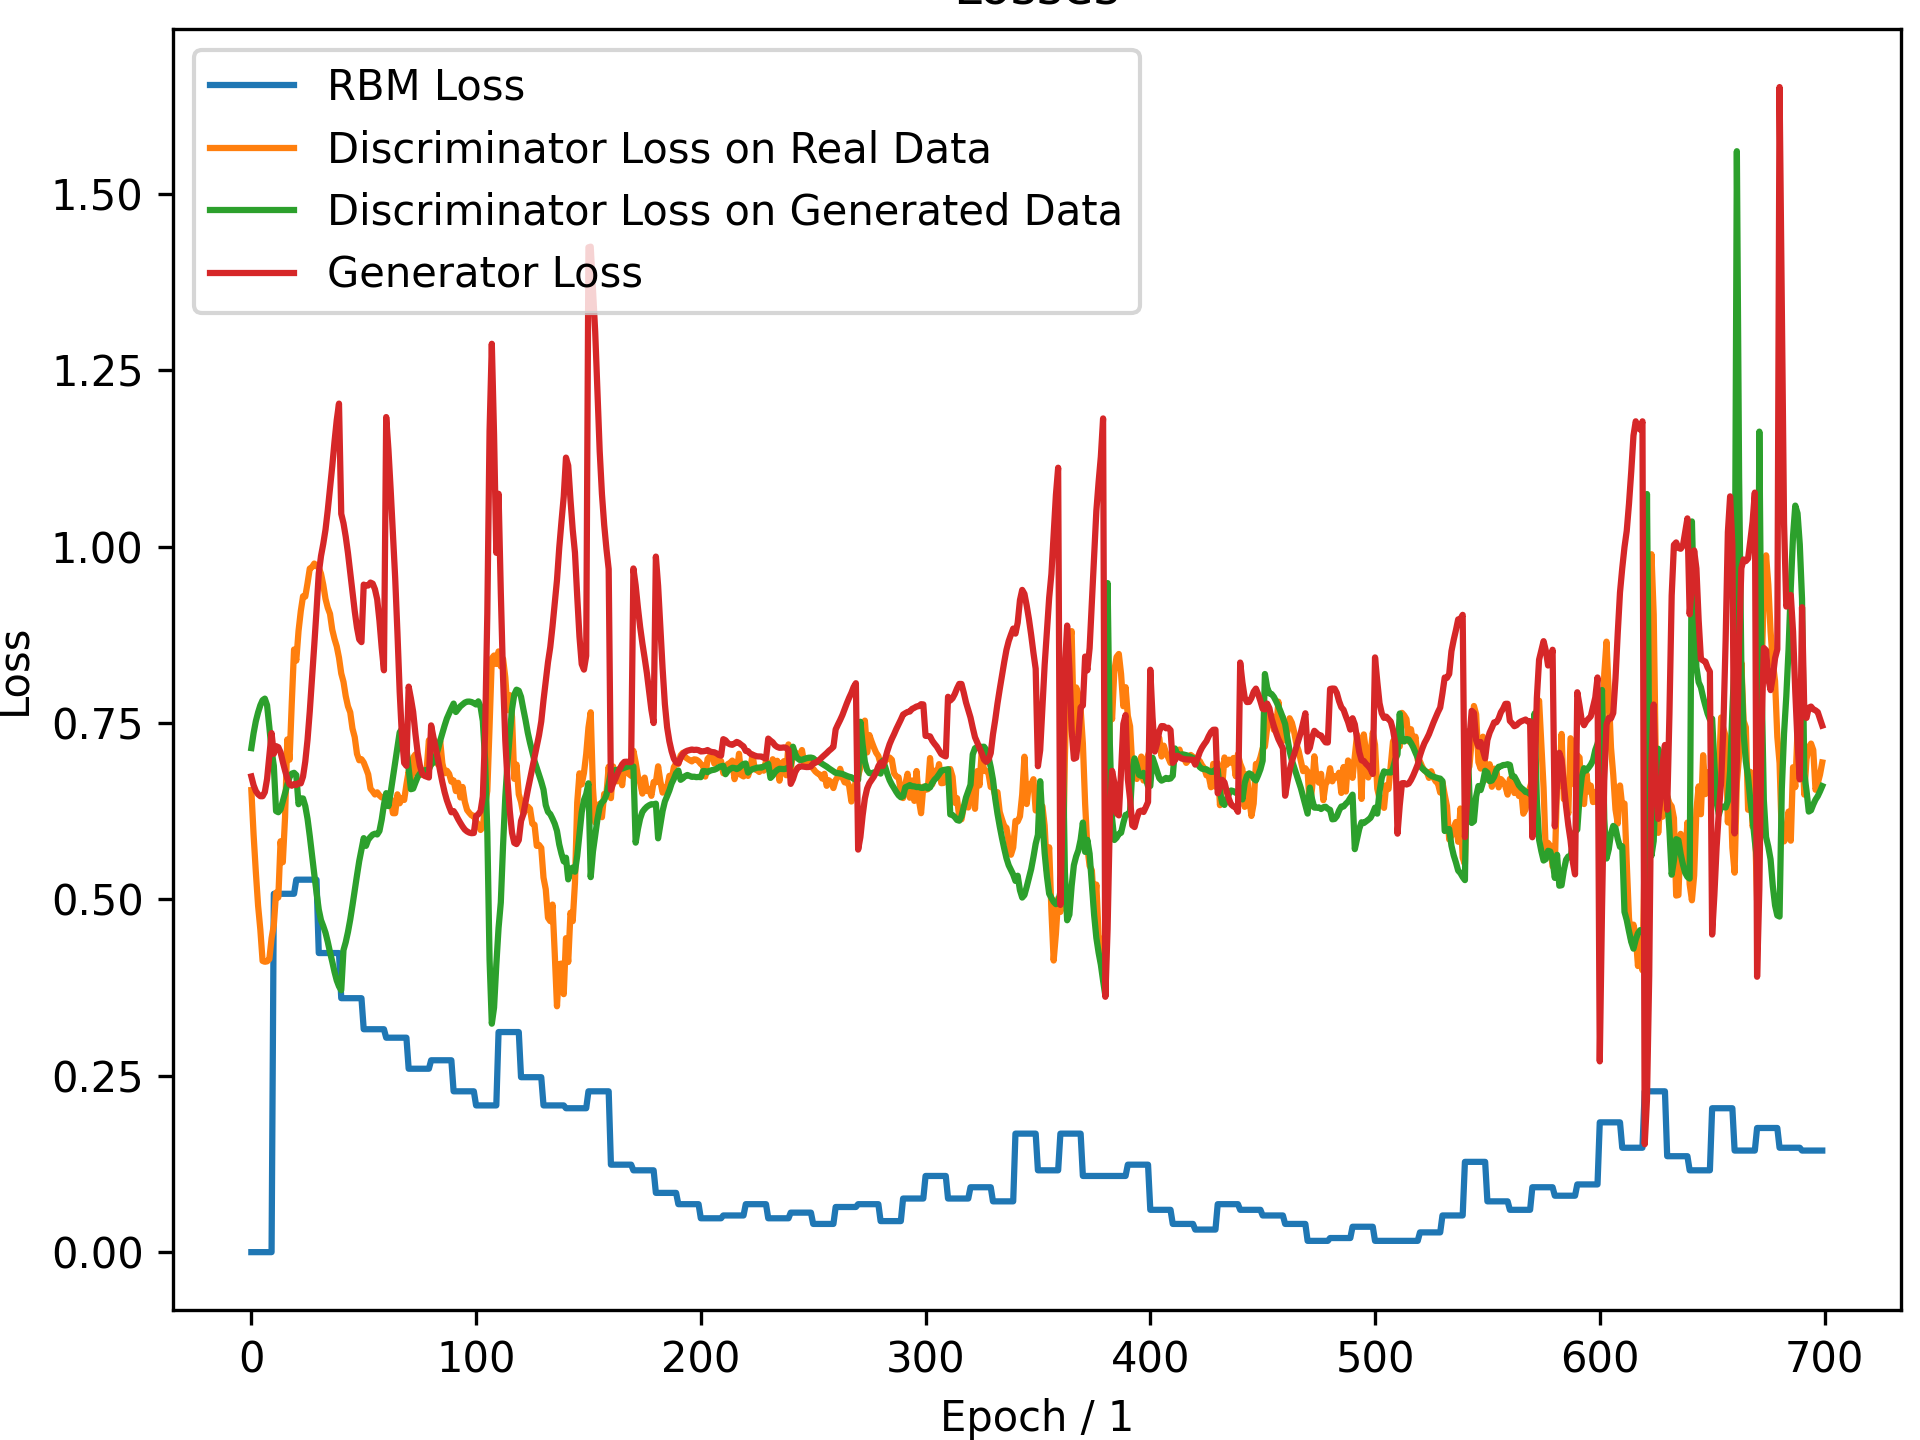 Losses
RBM Loss
Discriminator Loss on Real Data
Discriminator Loss on Generated Data
Generator Loss
1.50
1.25
1.00
0.75
0.50
0.25
0.00
Loss
0 100 200 300 400 500 600 700
Epoch / 1